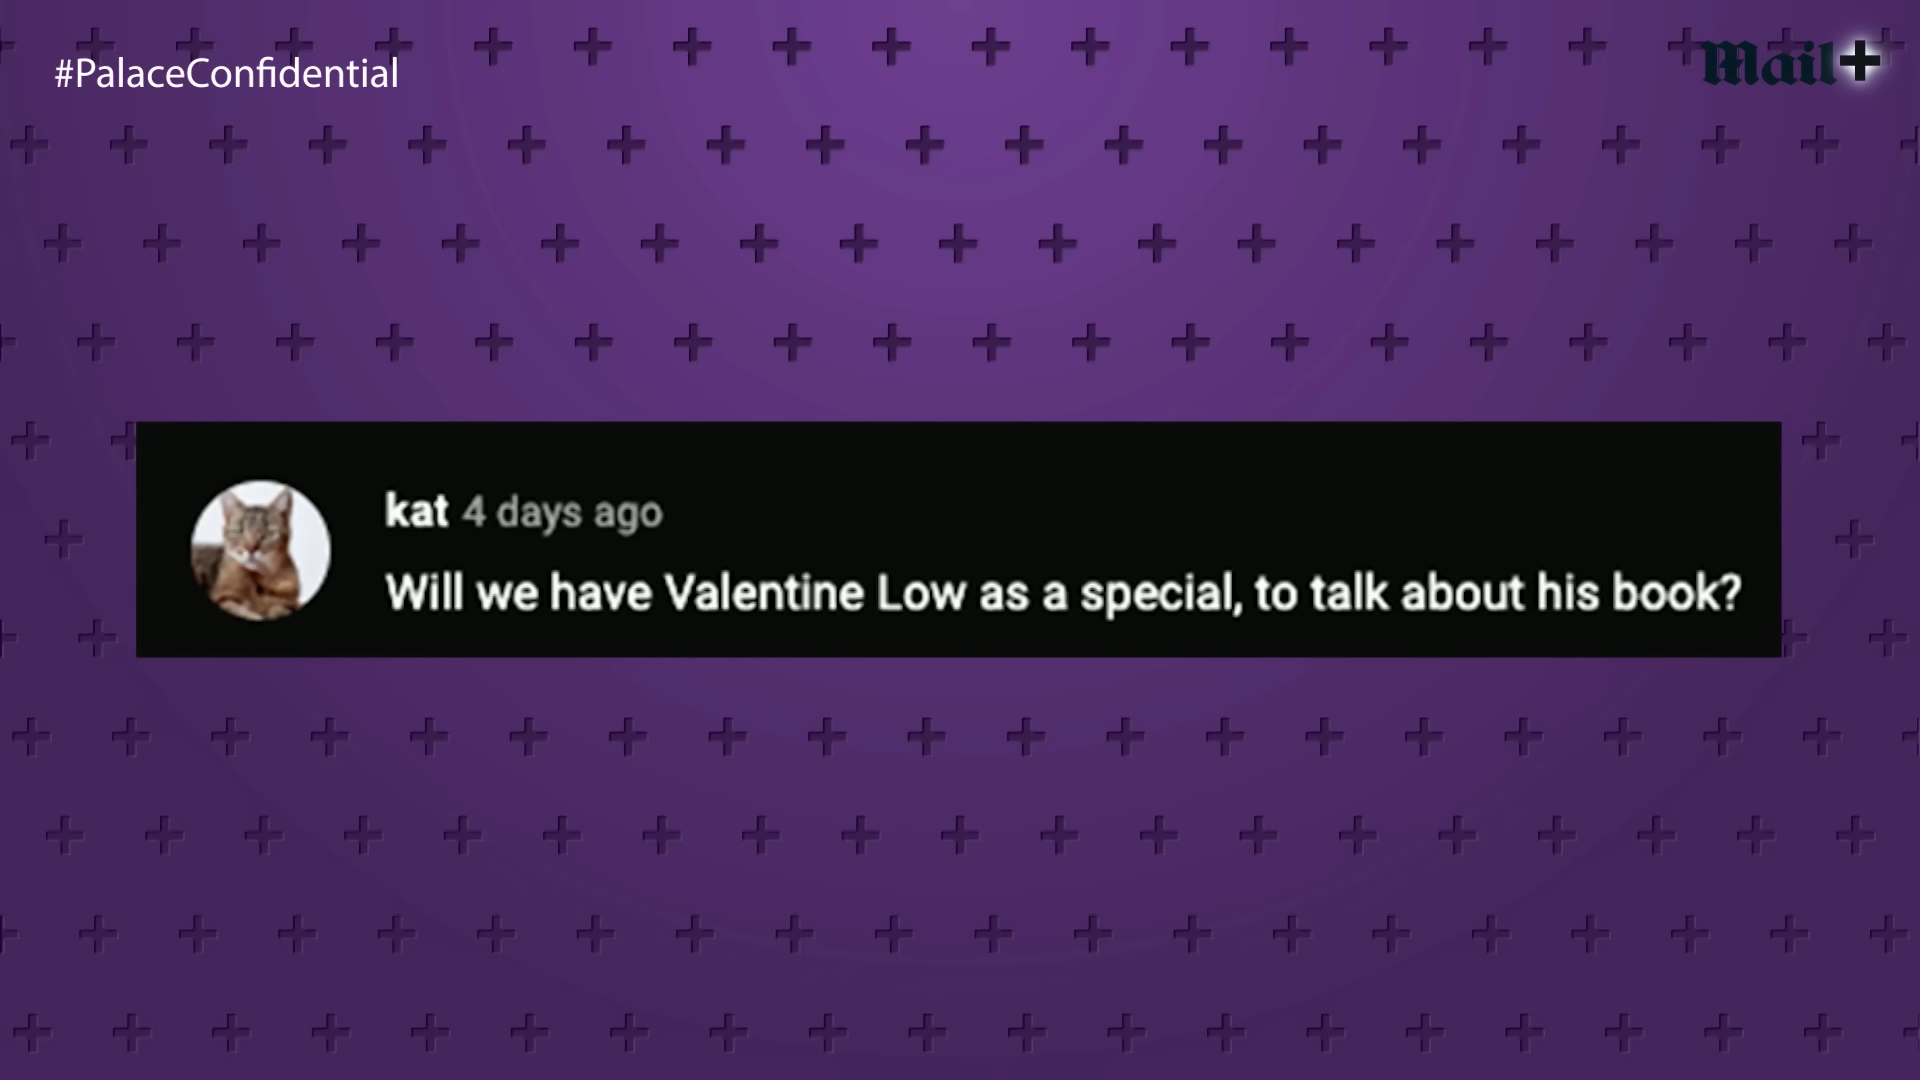 #PalaceConfidential
Mail+
kat 4 days ago
Will we have Valentine Low as a special, to talk about his book?